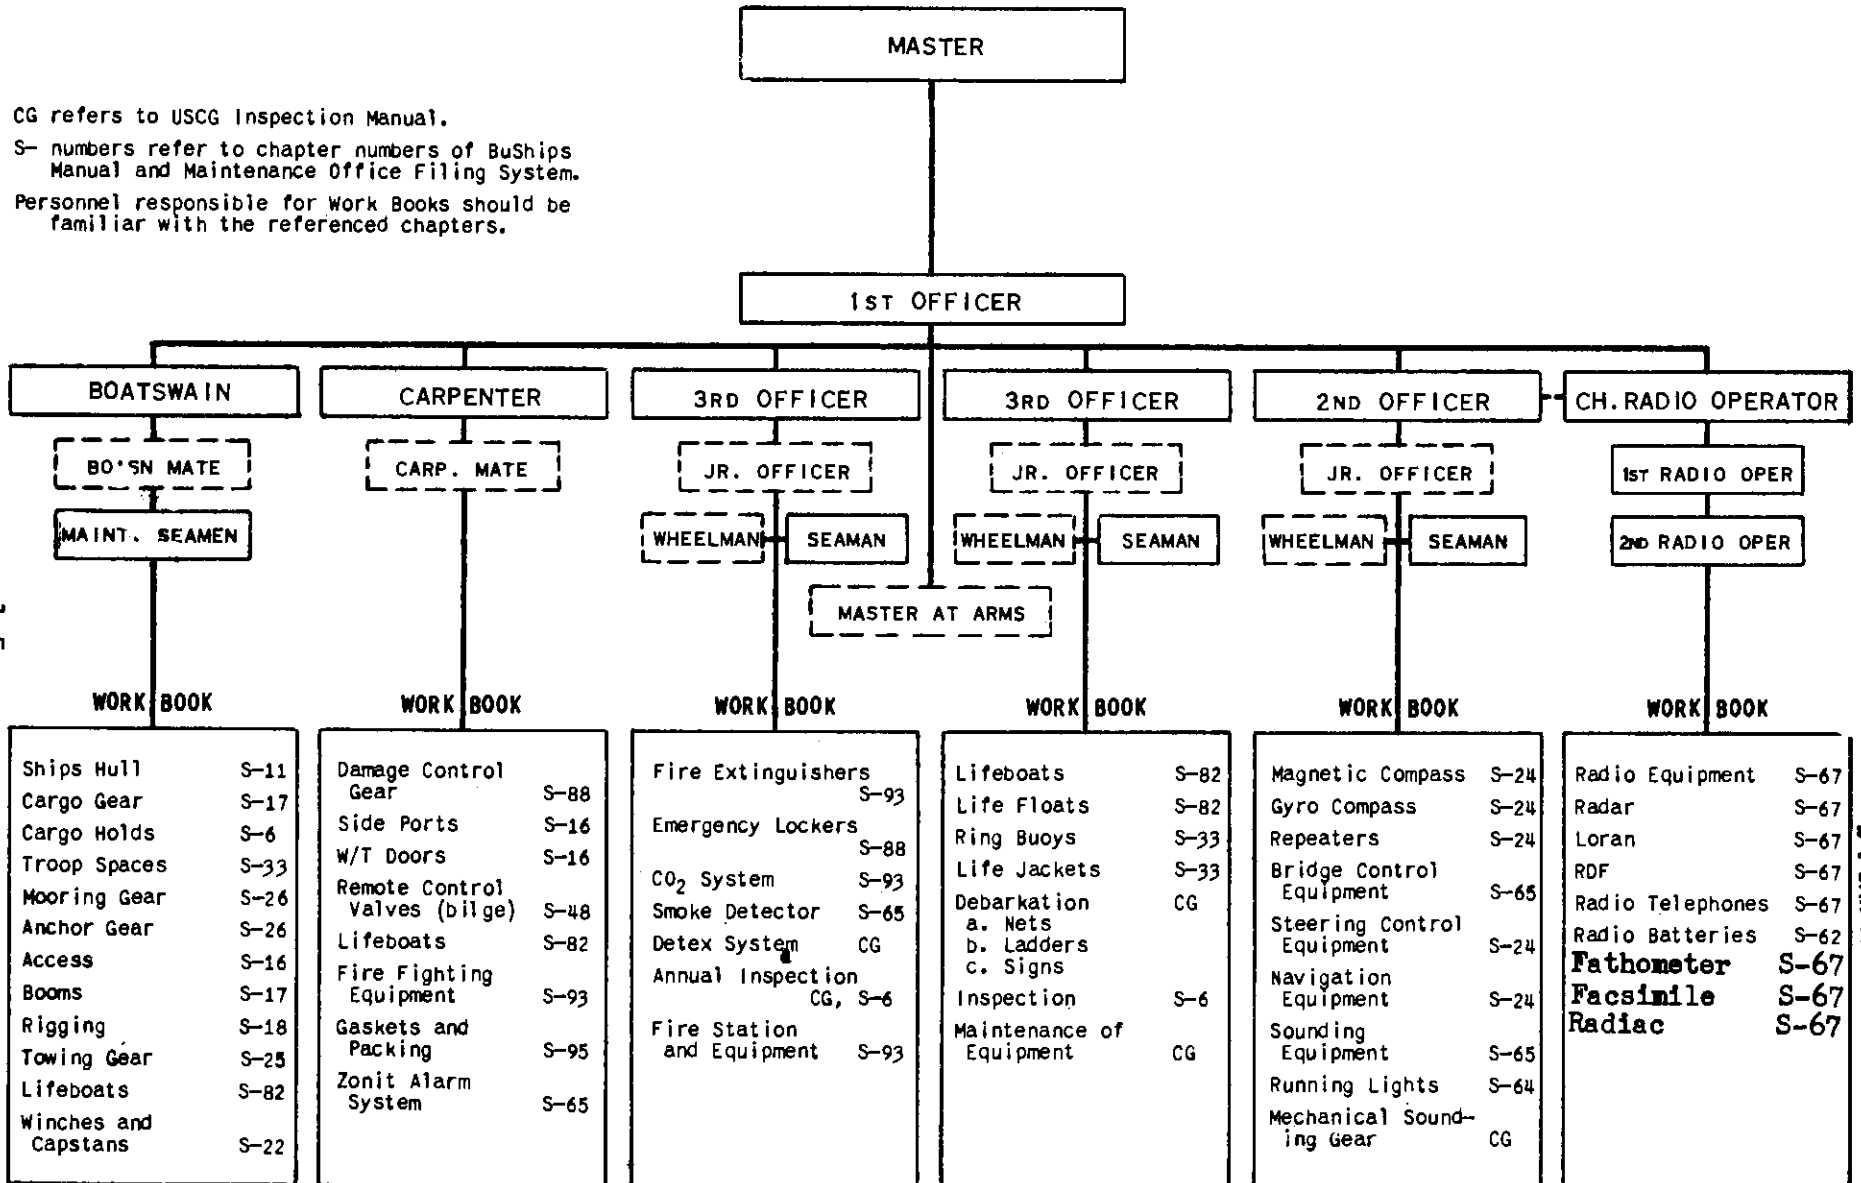 MASTER
CG refers to USCG Inspection Manual.
S- numbers refer to chapter numbers of BuShips
Manual and Maintenance Office Filing System.
Personnel responsible for Work Books should be
familiar with the referenced chapters.
1ST OFFICER
BOATSWAIN
CARPENTER
3RD OFFICER
3RD OFFICER
2ND OFFICER
CH. RADIO OPERATOR
BO'SN MATE
CARP. MATE
JR. OFFICER
JR. OFFICER
JR. OFFICER
1ST RADIO OPER
MAINT. SEAMEN
WHEELMAN
SEAMAN
WHEELMAN
SEAMAN
WHEELMAN
SEAMAN
2ND RADIO OPER
MASTER AT ARMS
WORK BOOK
Ships Hull S-11
Cargo Gear S-17
Cargo Holds S-6
Troop Spaces S-33
Mooring Gear S-26
Anchor Gear S-26
Access S-16
Booms S-17
Rigging S-18
Towing Gear S-25
Lifeboats S-82
Winches and
Capstans S-22
WORK BOOK
Damage Control
Gear S-88
Side Ports S-16
W/T Doors S-16
Remote Control
Valves (bilge) S-48
Lifeboats S-82
Fire Fighting
Equipment S-93
Gaskets and
Packing S-95
Zonit Alarm
System S-65
WORK BOOK
Fire Extinguishers
S-93
Emergency Lockers
S-88
CO2 System S-93
Smoke Detector S-65
Detex System CG
Annual Inspection
CG, S-6
Fire Station
and Equipment S-93
WORK BOOK
Lifeboats S-82
Life Floats S-82
Ring Buoys S-33
Life Jackets S-33
Debarkation CG
a. Nets
b. Ladders
c. Signs
Inspection S-6
Maintenance of
Equipment CG
WORK BOOK
Magnetic Compass S-24
Gyro Compass S-24
Repeaters S-24
Bridge Control
Equipment S-65
Steering Control
Equipment S-24
Navigation
Equipment S-24
Sounding
Equipment S-65
Running Lights S-64
Mechanical Sound-
ing Gear CG
WORK BOOK
Radio Equipment S-67
Radar S-67
Loran S-67
RDF S-67
Radio Telephones S-67
Radio Batteries S-62
Fathometer S-67
Facsimile S-67
Radiac S-67